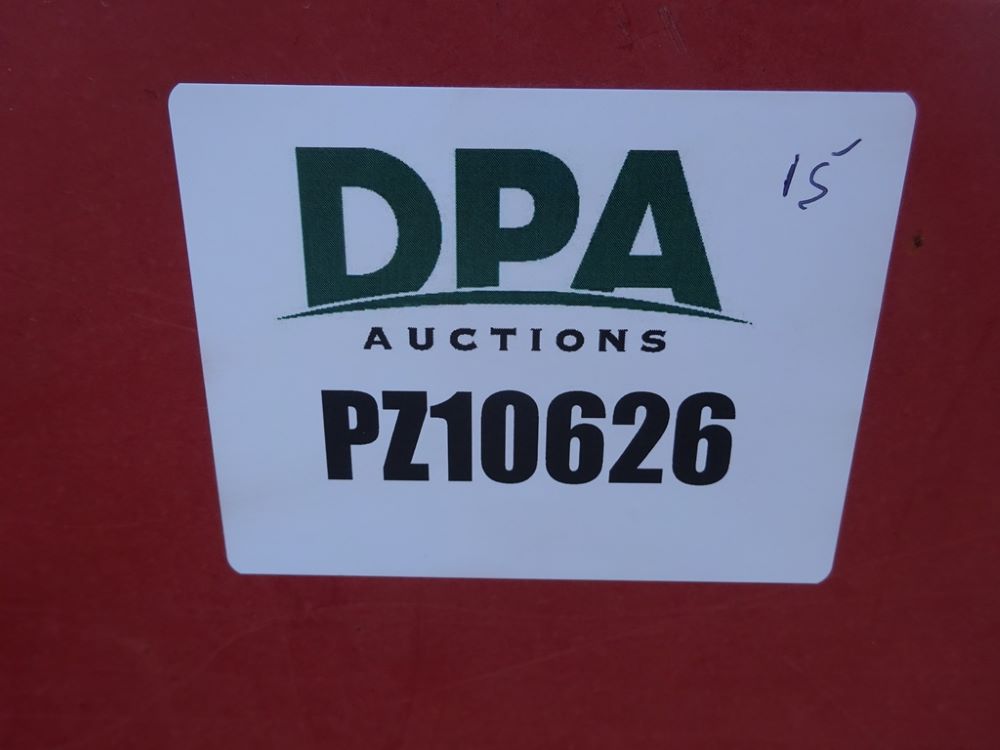 DPA
15'
AUCTIONS
PZ10626